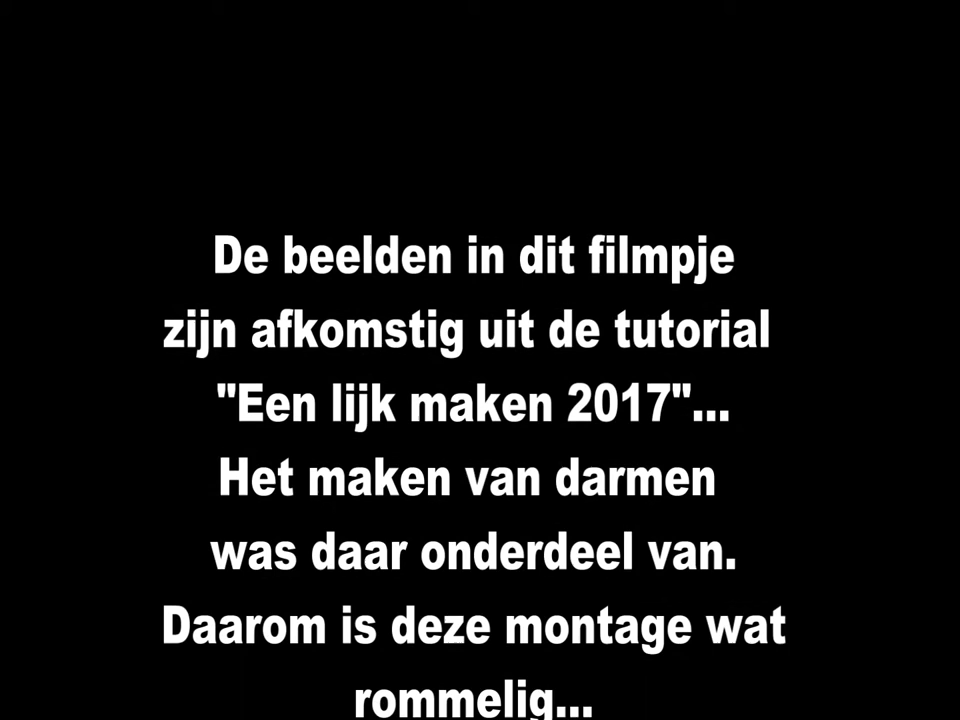 De beelden in dit filmpje
zijn afkomstig uit de tutorial
"Een lijk maken 2017"...
Het maken van darmen
was daar onderdeel van.
Daarom is deze montage wat
rommelig...